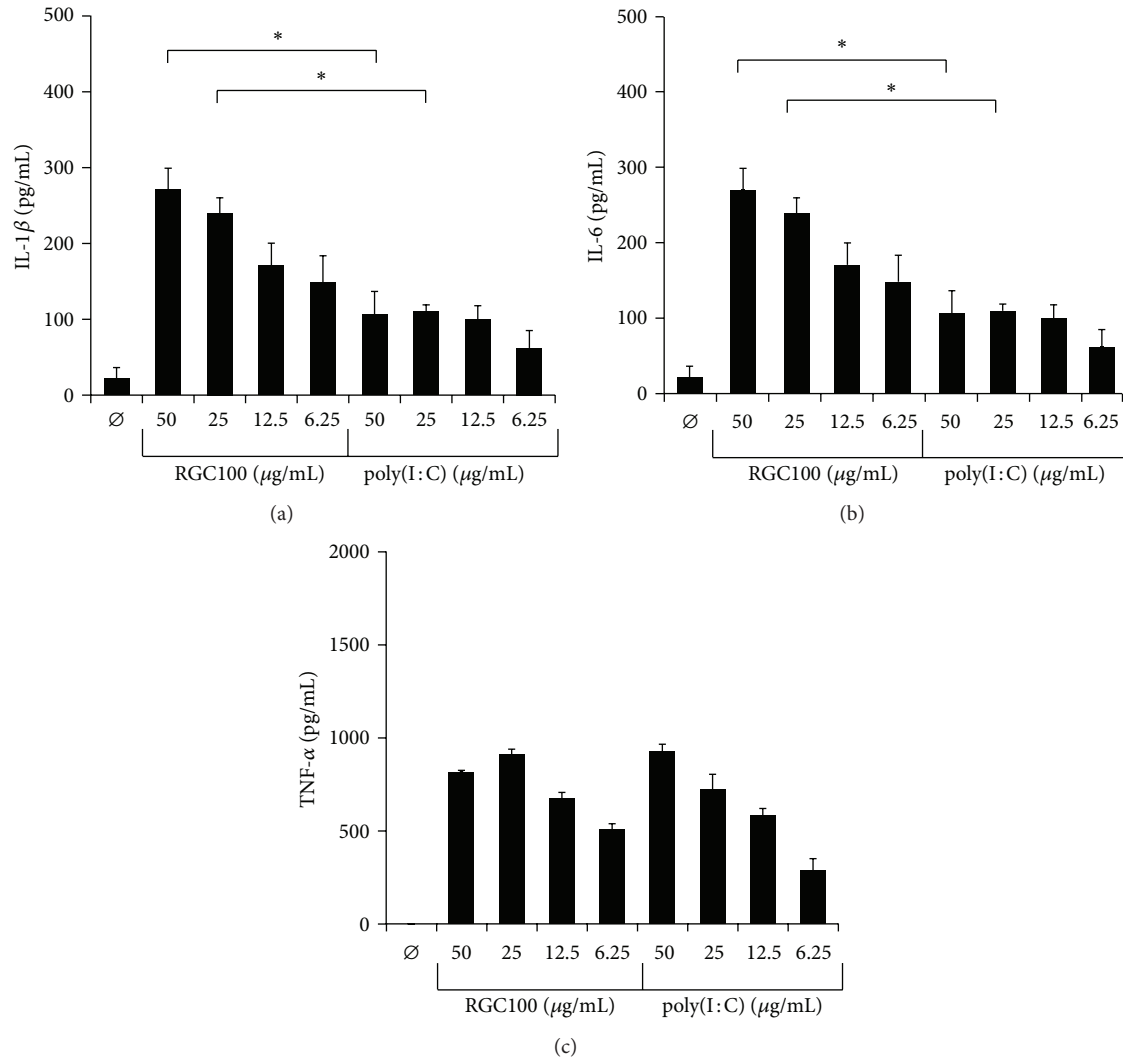 500
400
300
200
100
0
IL-1β (pg/mL)
*
*
∅ 50 25 12.5 6.25 50 25 12.5 6.25
RGC100 (μg/mL) poly(I:C) (μg/mL)
(a)
500
400
300
200
100
0
IL-6 (pg/mL)
*
*
∅ 50 25 12.5 6.25 50 25 12.5 6.25
RGC100 (μg/mL) poly(I:C) (μg/mL)
(b)
2000
1500
1000
500
0
TNF-α (pg/mL)
∅ 50 25 12.5 6.25 50 25 12.5 6.25
RGC100 (μg/mL) poly(I:C) (μg/mL)
(c)